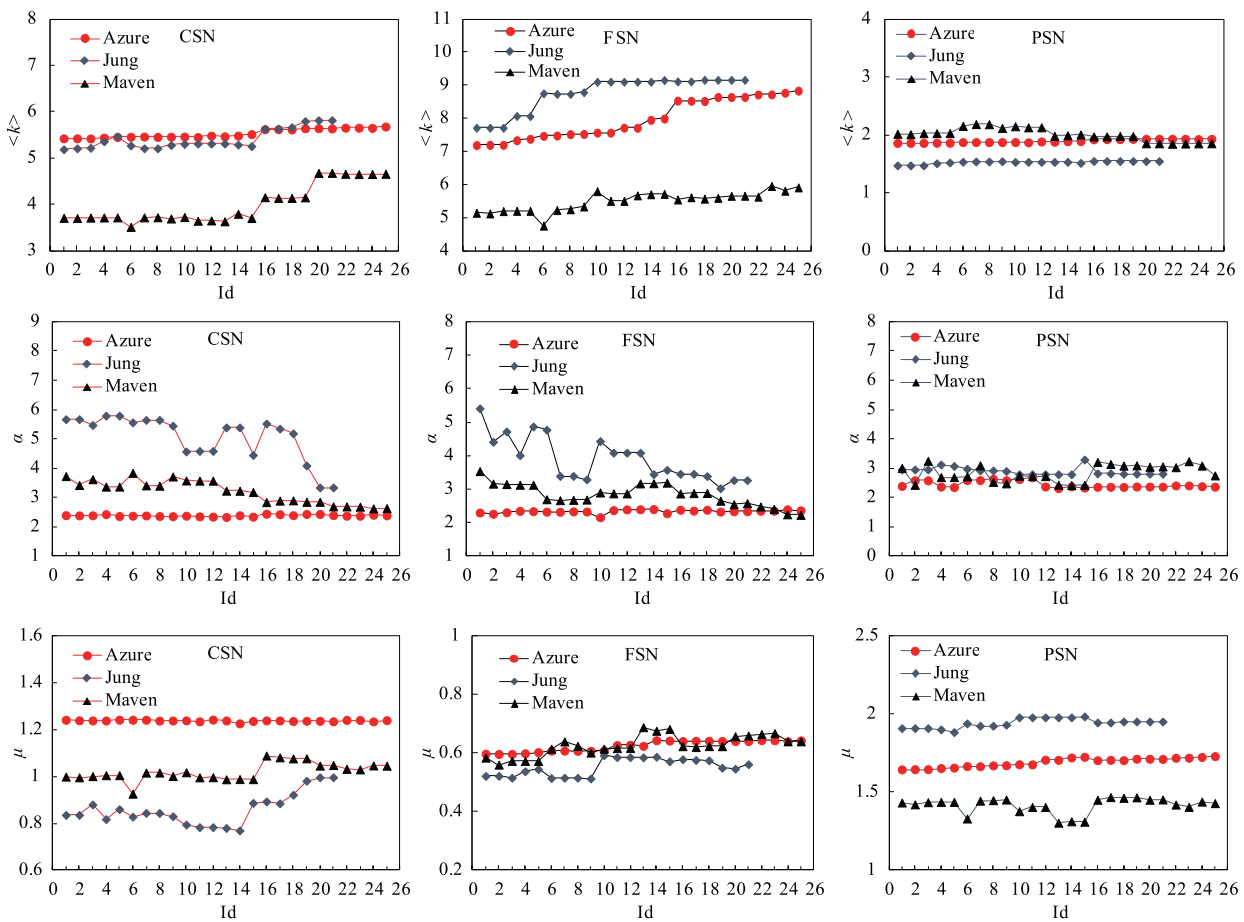 8
7
6
5
4
3
<k>
Azure
Jung
Maven
CSN
0 2 4 6 8 10 12 14 16 18 20 22 24 26
Id
11
10
9
8
7
6
5
4
<k>
Azure
Jung
Maven
FSN
0 2 4 6 8 10 12 14 16 18 20 22 24 26
Id
4
3
2
1
0
<k>
Azure
Jung
Maven
PSN
0 2 4 6 8 10 12 14 16 18 20 22 24 26
Id
9
8
7
6
5
4
3
2
1
α
Azure
Jung
Maven
CSN
0 2 4 6 8 10 12 14 16 18 20 22 24 26
Id
8
7
6
5
4
3
2
1
α
Azure
Jung
Maven
FSN
0 2 4 6 8 10 12 14 16 18 20 22 24 26
Id
8
7
6
5
4
3
2
1
0
α
Azure
Jung
Maven
PSN
0 2 4 6 8 10 12 14 16 18 20 22 24 26
Id
1.6
1.4
1.2
1
0.8
0.6
μ
Azure
Jung
Maven
CSN
0 2 4 6 8 10 12 14 16 18 20 22 24 26
Id
1
0.8
0.6
0.4
0.2
μ
Azure
Jung
Maven
FSN
0 2 4 6 8 10 12 14 16 18 20 22 24 26
Id
2.5
2
1.5
1
μ
Azure
Jung
Maven
PSN
0 2 4 6 8 10 12 14 16 18 20 22 24 26
Id